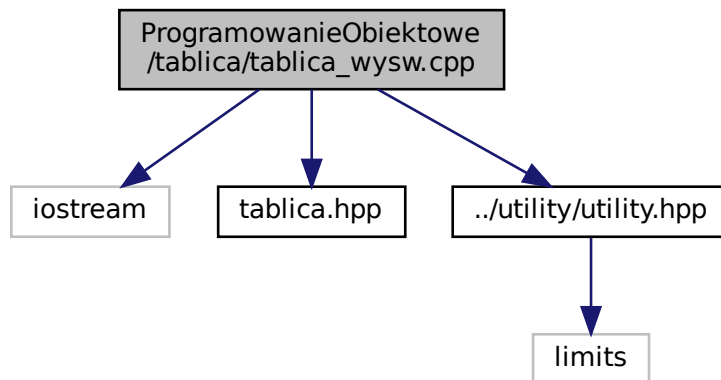 ProgramowanieObiektowe
/tablica/tablica_wysw.cpp
iostream
tablica.hpp
../utility/utility.hpp
limits